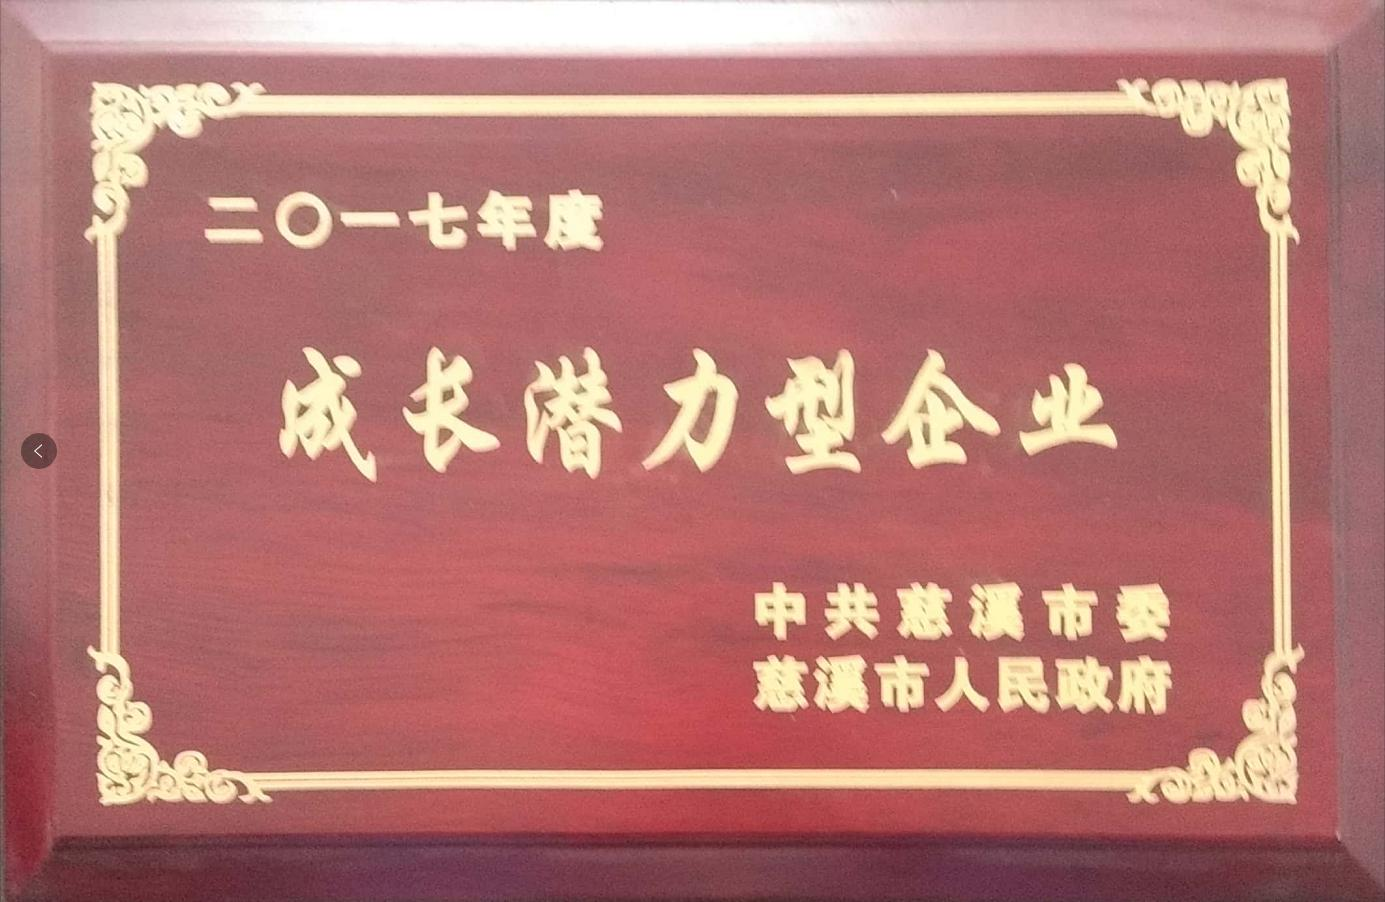 二〇一七年度
成长潜力型企业
中共慈溪市委
慈溪市人民政府